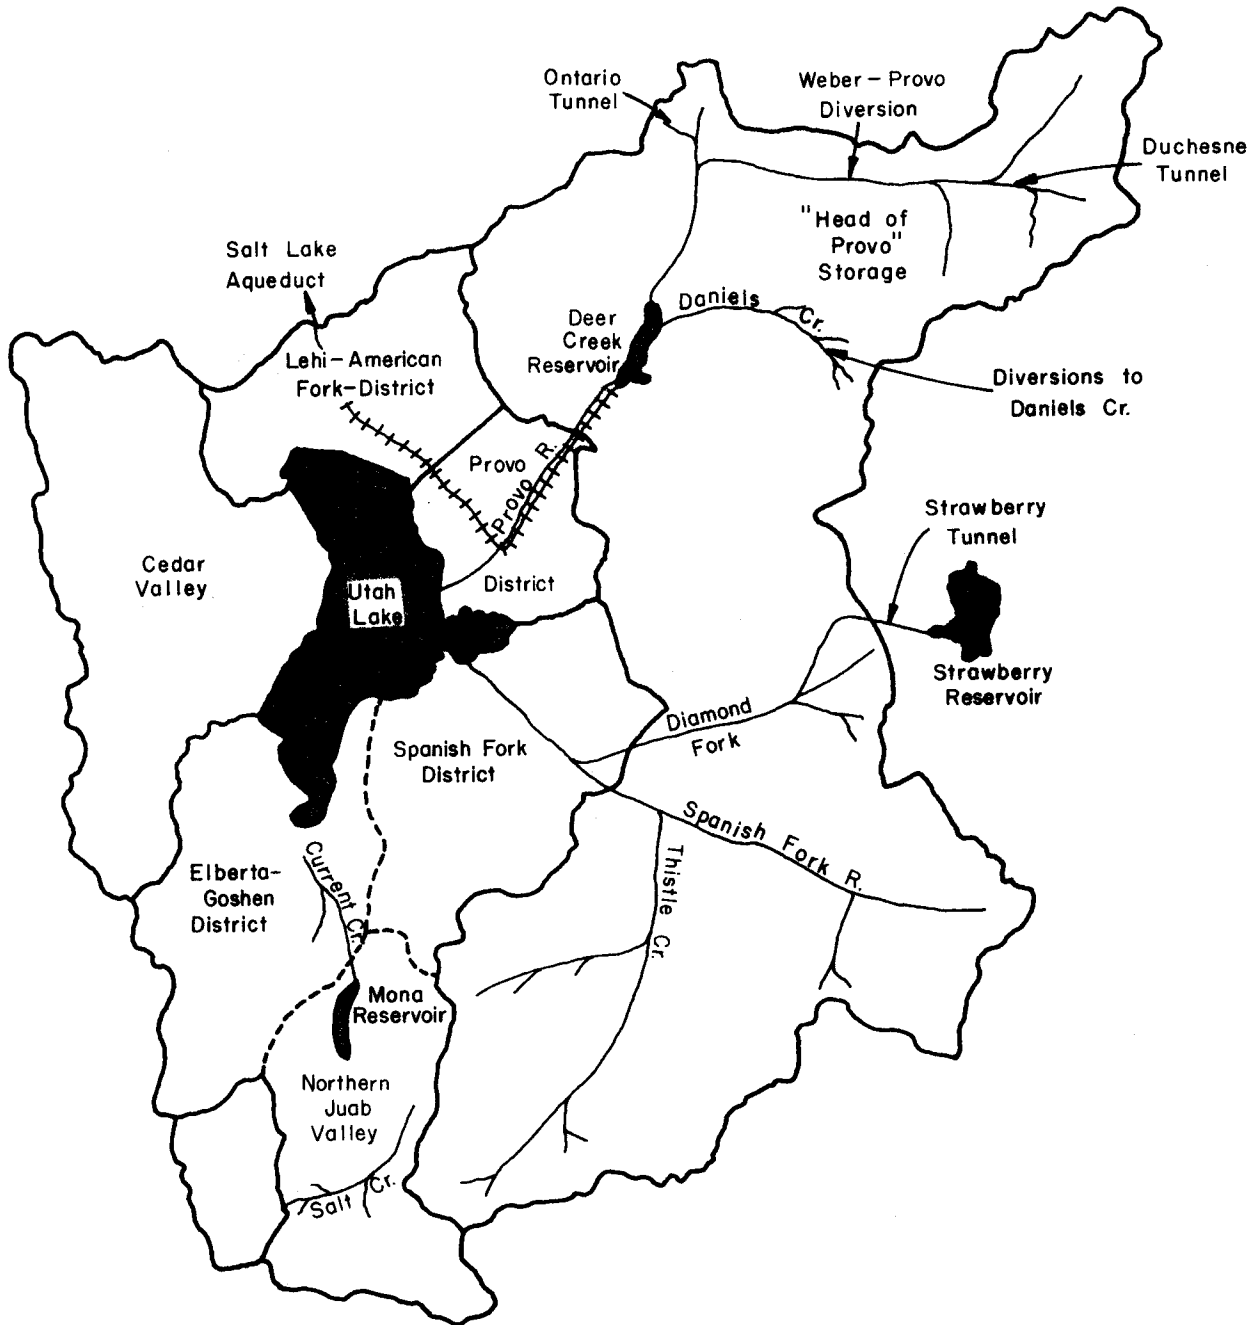 Ontario
Tunnel
Weber-Provo
Diversion
Duchesne
Tunnel
"Head of
Provo"
Storage
Salt Lake
Aqueduct
Deer
Creek
Reservoir
Daniels
Cr.
Lehi-American
Fork-District
Diversions to
Daniels Cr.
Provo
Provo R.
District
Strawberry
Tunnel
Cedar
Valley
Utah
Lake
Strawberry
Reservoir
Diamond
Fork
Spanish Fork
District
Spanish Fork R.
Elberta-
Goshen
District
Current Cr.
Thistle Cr.
Mona
Reservoir
Northern
Juab
Valley
Salt Cr.